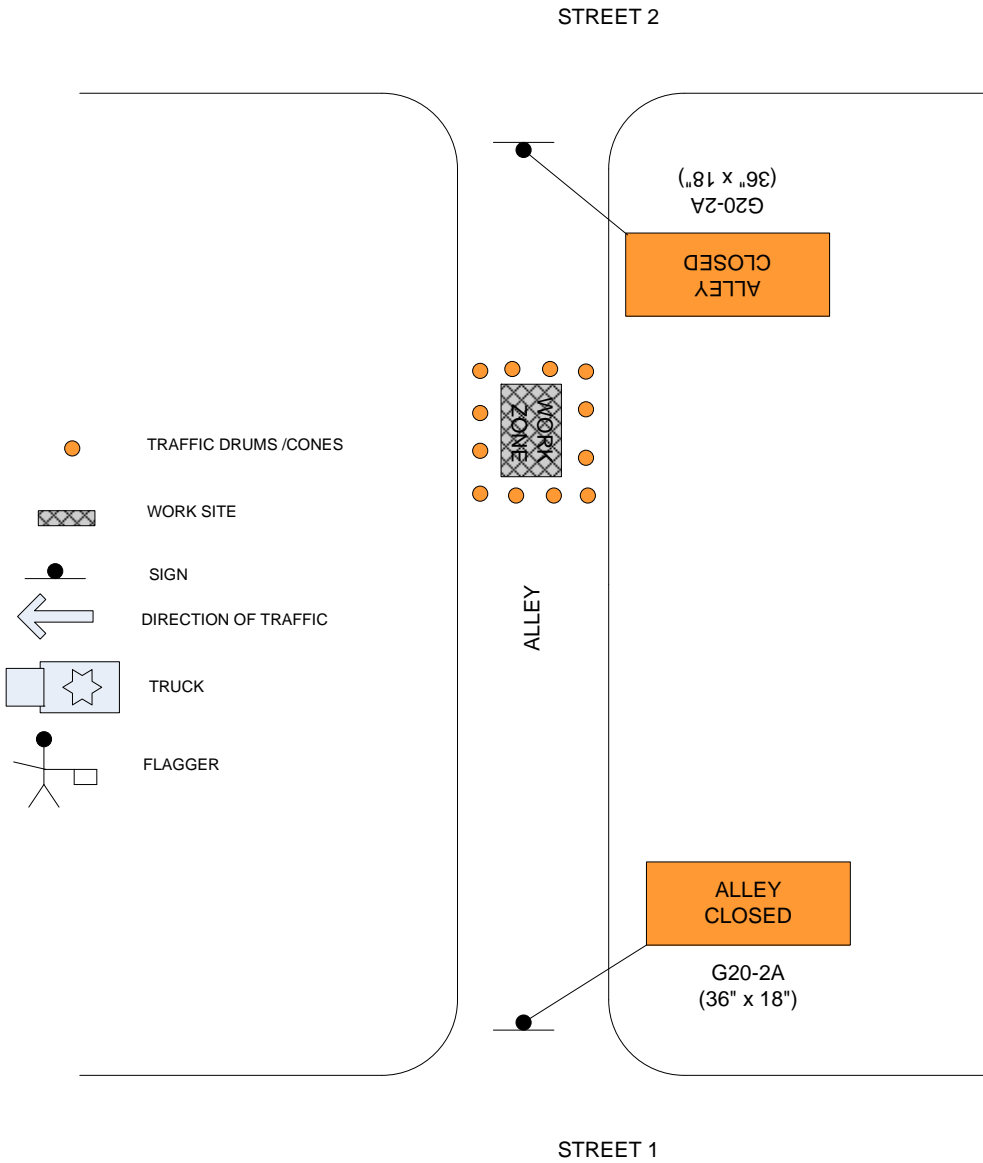 STREET 2
G20-2A
(36" x 18")
ALLEY
CLOSED
WORK
ZONE
TRAFFIC DRUMS /CONES
WORK SITE
SIGN
DIRECTION OF TRAFFIC
TRUCK
FLAGGER
ALLEY
ALLEY
CLOSED
G20-2A
(36" x 18")
STREET 1